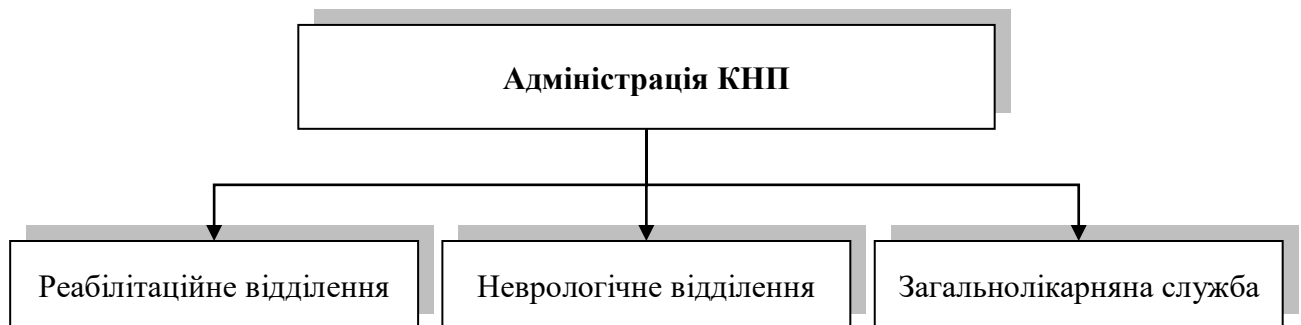 Адміністрація КНП
Реабілітаційне відділення
Неврологічне відділення
Загальнолікарняна служба